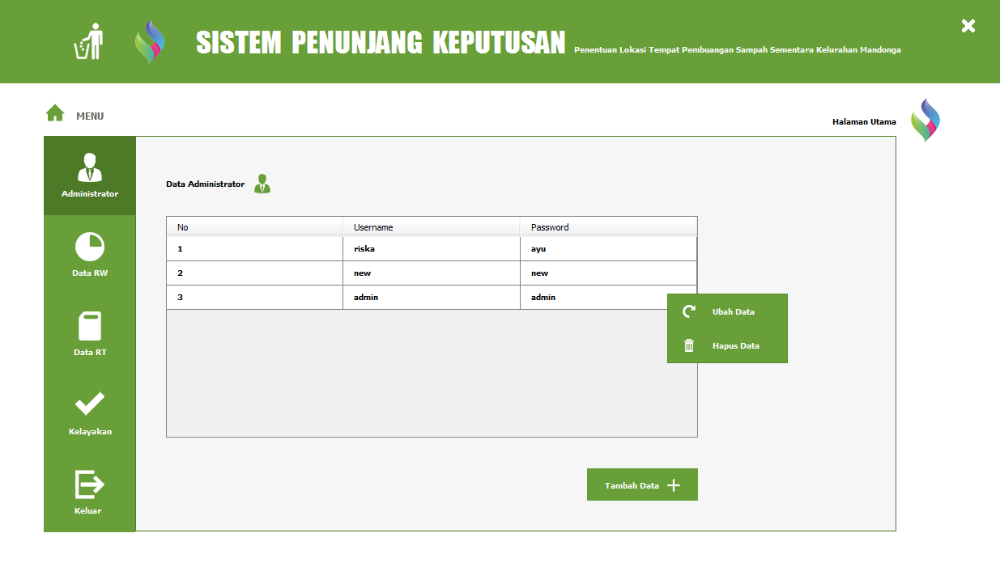 SISTEM PENUNJANG KEPUTUSAN Penentuan Lokasi Tempat Pembuangan Sampah Sementara Kelurahan Mandonga
MENU
Halaman Utama
Administrator
Data RW
Data RT
Kelayakan
Keluar
Data Administrator
No Username Password
1 riska ayu
2 new new
3 admin admin
Ubah Data
Hapus Data
Tambah Data